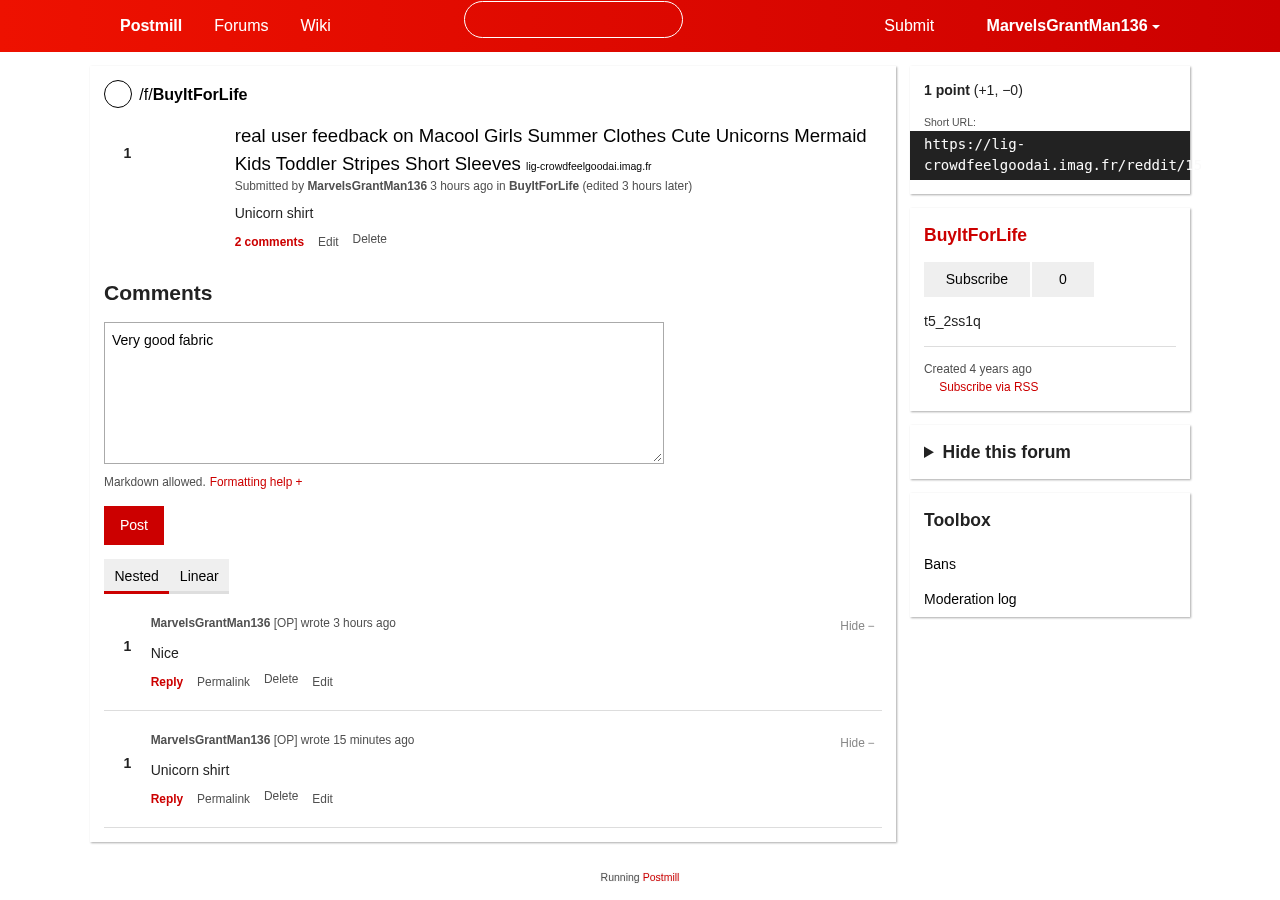 Postmill Forums Wiki Submit MarvelsGrantMan136
/f/BuyItForLife
1
real user feedback on Macool Girls Summer Clothes Cute Unicorns Mermaid
Kids Toddler Stripes Short Sleeves lig-crowdfeelgoodai.imag.fr
Submitted by MarvelsGrantMan136 3 hours ago in BuyItForLife (edited 3 hours later)
Unicorn shirt
2 comments Edit Delete
Comments
Very good fabric
Markdown allowed. Formatting help +
Post
Nested Linear
MarvelsGrantMan136 [OP] wrote 3 hours ago Hide −
1
Nice
Reply Permalink Delete Edit
MarvelsGrantMan136 [OP] wrote 15 minutes ago Hide −
1
Unicorn shirt
Reply Permalink Delete Edit
1 point (+1, −0)
Short URL:
https://lig-
crowdfeelgoodai.imag.fr/reddit/1
BuyItForLife
Subscribe 0
t5_2ss1q
Created 4 years ago
Subscribe via RSS
Hide this forum
Toolbox
Bans
Moderation log
Running Postmill